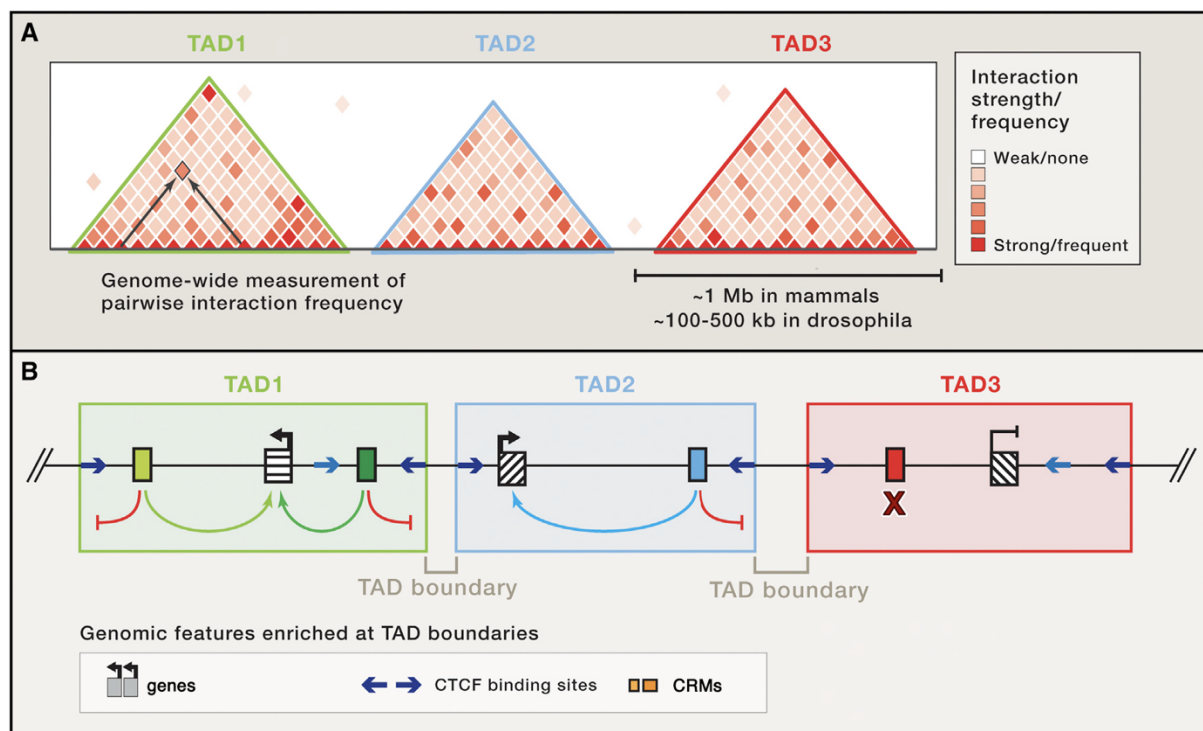 A
TAD1
TAD2
TAD3
Interaction
strength/
frequency
Weak/none
Strong/frequent
Genome-wide measurement of
pairwise interaction frequency
~1 Mb in mammals
~100-500 kb in drosophila
B
TAD1
TAD2
TAD3
X
TAD boundary
TAD boundary
Genomic features enriched at TAD boundaries
genes
CTCF binding sites
CRMs